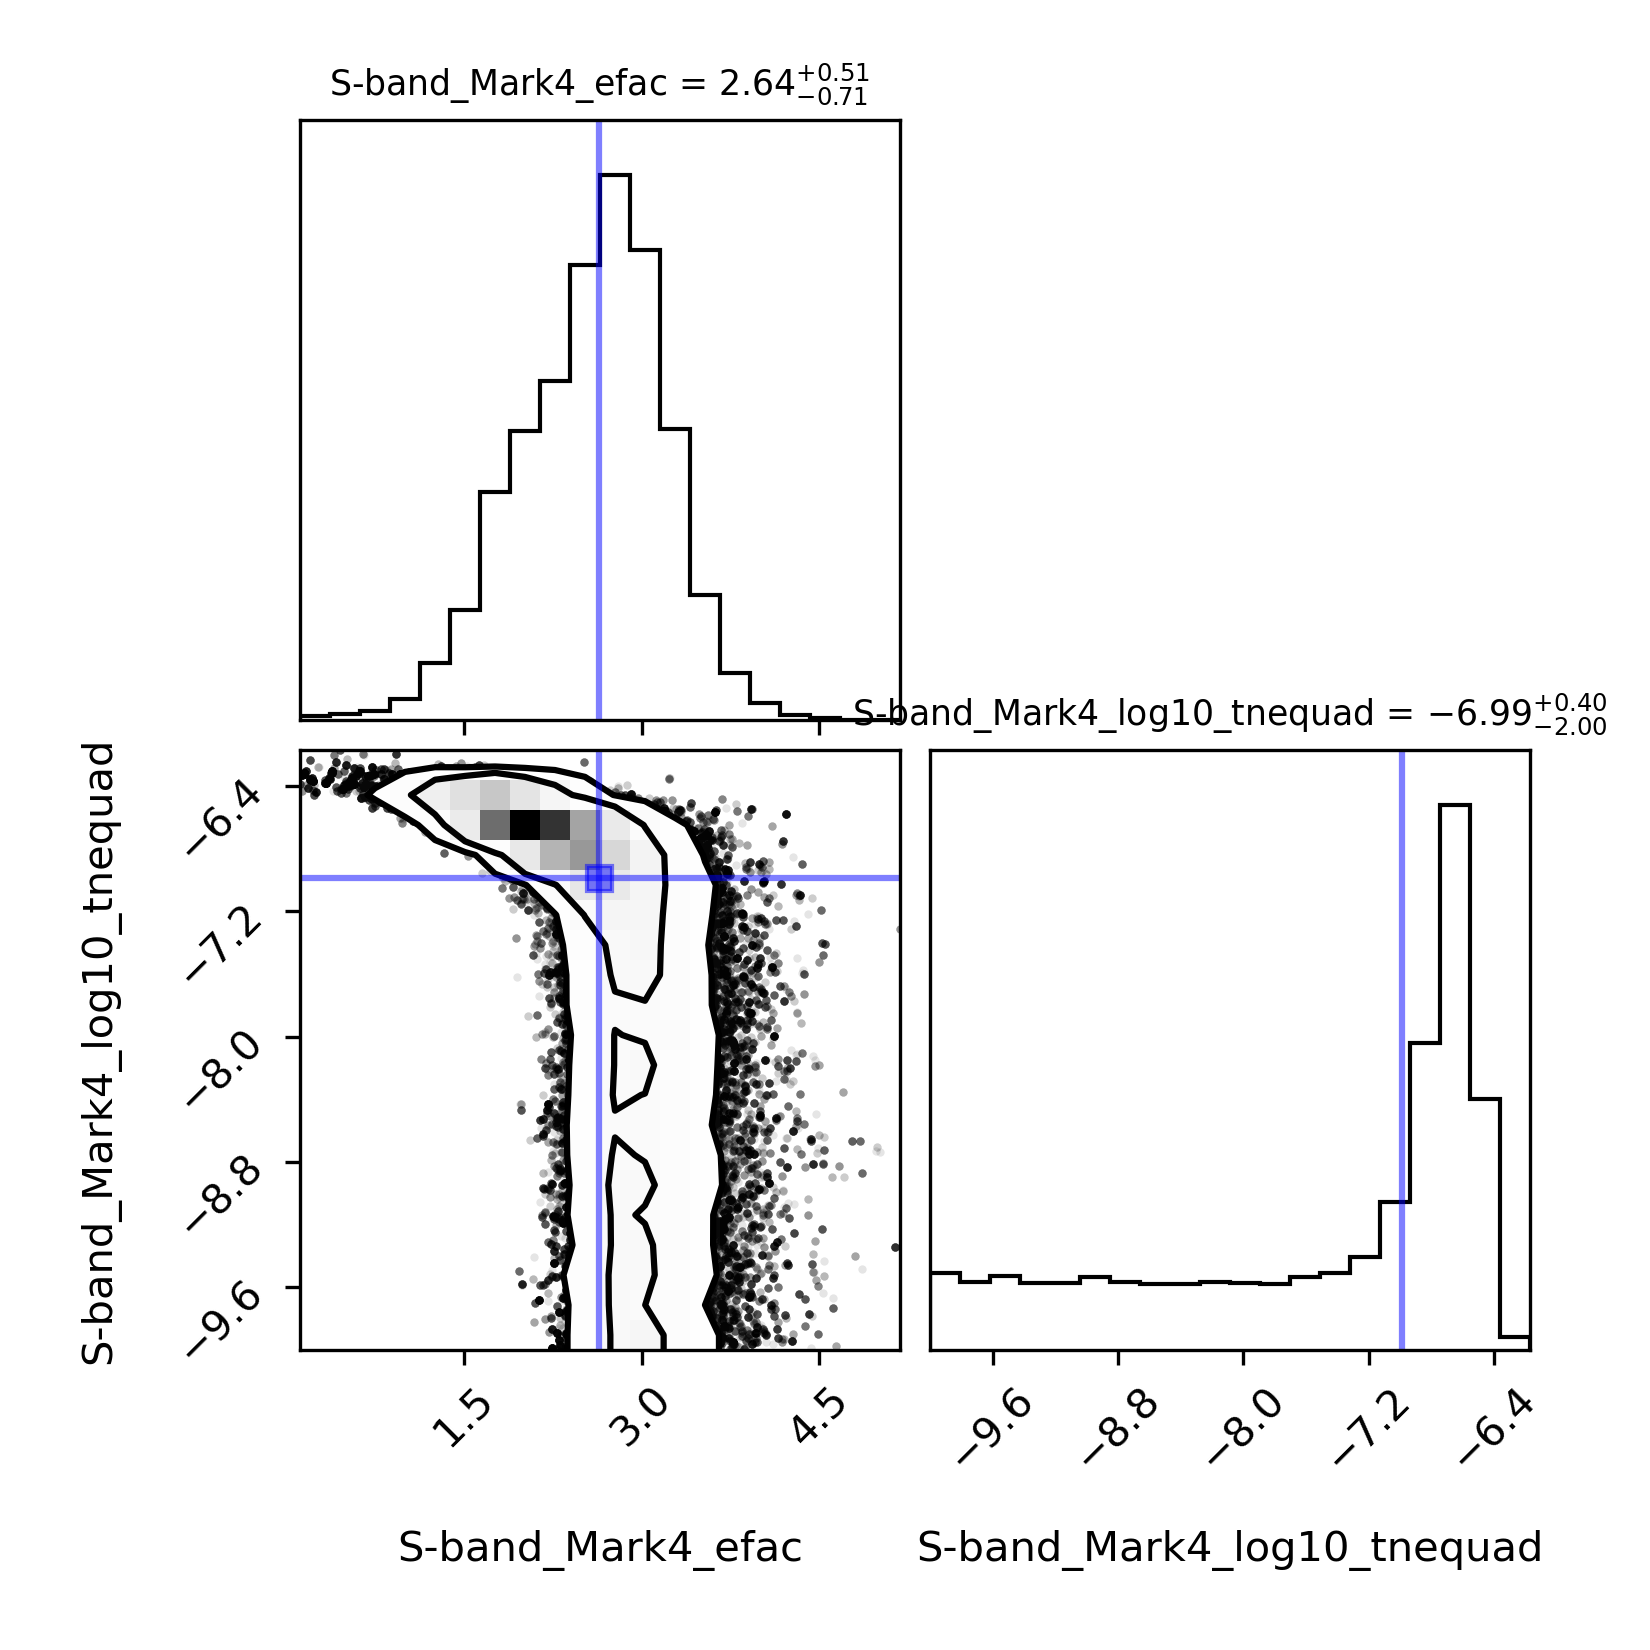 S-band_Mark4_efac = 2.64+0.51−0.71
S-band_Mark4_log10_tnequad = −6.99+0.40−2.00
S-band_Mark4_log10_tnequad
−6.4
−7.2
−8.0
−8.8
−9.6
1.5
3.0
4.5
−9.6
−8.8
−8.0
−7.2
−6.4
S-band_Mark4_efac
S-band_Mark4_log10_tnequad